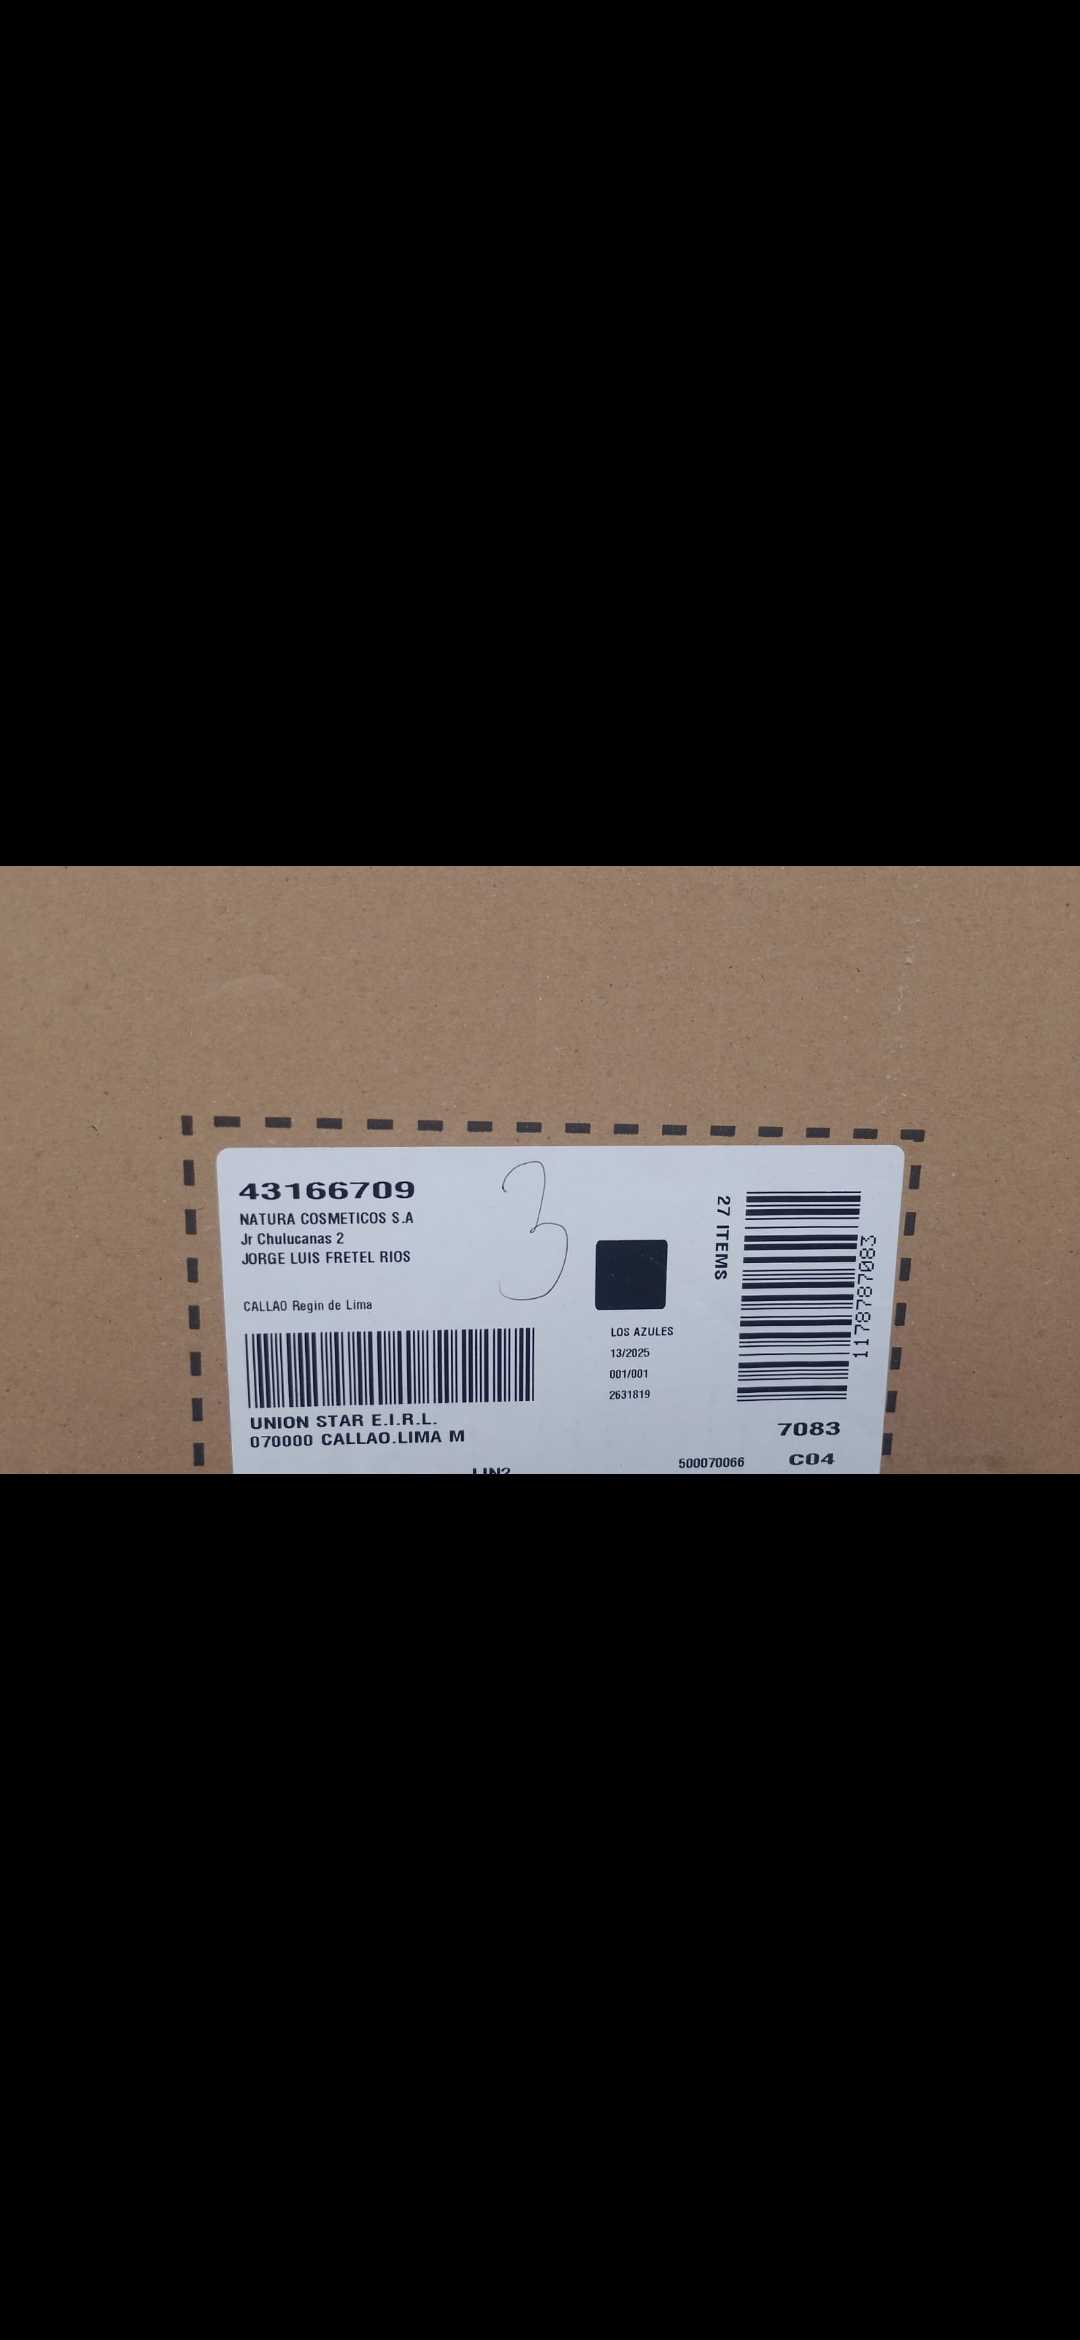 43166709
NATURA COSMETICOS S.A
Jr Chulucanas 2
JORGE LUIS FRETEL RIOS
CALLAO Regin de Lima
UNION STAR E.I.R.L.
070000 CALLAO.LIMA M
3
LOS AZULES
13/2025
001/001
2631819
27 ITEMS
1178787083
7083
500070066
C04